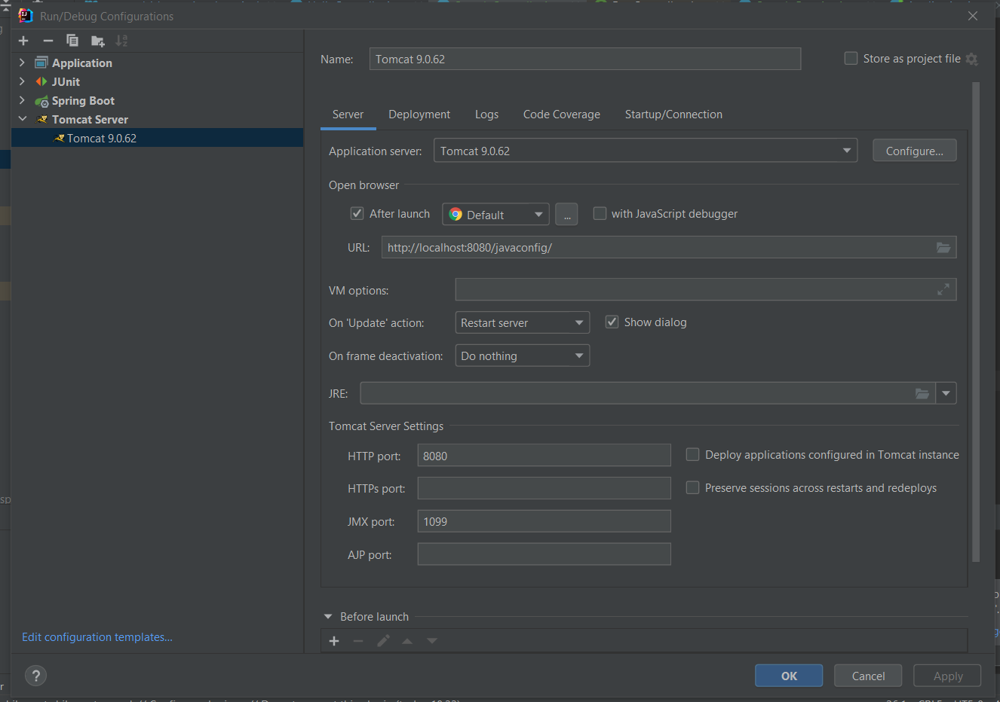 Run/Debug Configurations
Application
JUnit
Spring Boot
Tomcat Server
Tomcat 9.0.62
Name: Tomcat 9.0.62
Store as project file
Server Deployment Logs Code Coverage Startup/Connection
Application server: Tomcat 9.0.62 Configure...
Open browser
After launch Default ... with JavaScript debugger
URL: http://localhost:8080/javaconfig/
VM options:
On 'Update' action: Restart server Show dialog
On frame deactivation: Do nothing
JRE:
Tomcat Server Settings
HTTP port: 8080 Deploy applications configured in Tomcat instance
HTTPs port: Preserve sessions across restarts and redeploys
JMX port: 1099
AJP port:
Before launch
Edit configuration templates...
? OK Cancel Apply